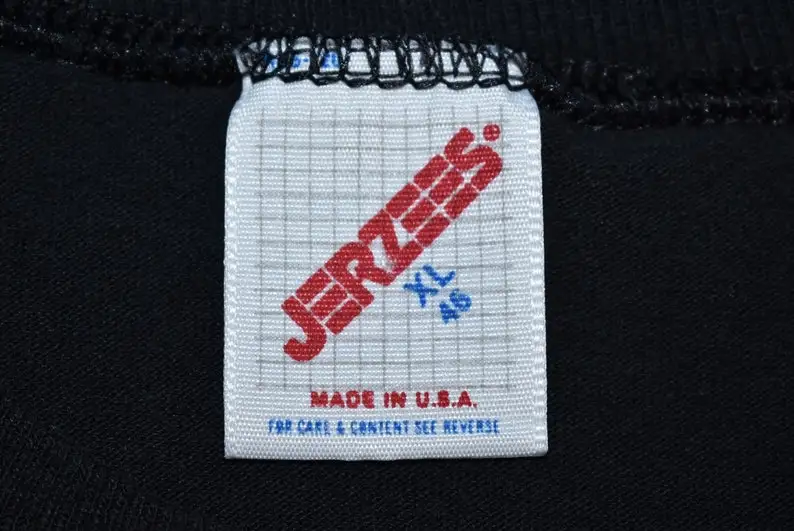 JERZEES
XL
46
MADE IN U.S.A.
FOR CARE & CONTENT SEE REVERSE